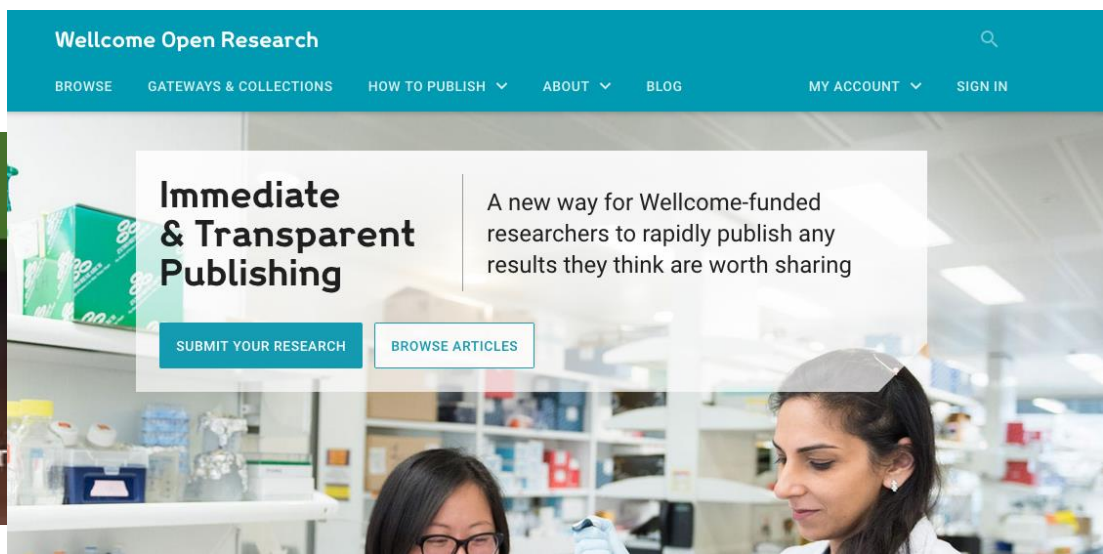 Wellcome Open Research
BROWSE GATEWAYS & COLLECTIONS HOW TO PUBLISH ABOUT BLOG MY ACCOUNT SIGN IN
Immediate
& Transparent
Publishing
A new way for Wellcome-funded
researchers to rapidly publish any
results they think are worth sharing
SUBMIT YOUR RESEARCH BROWSE ARTICLES